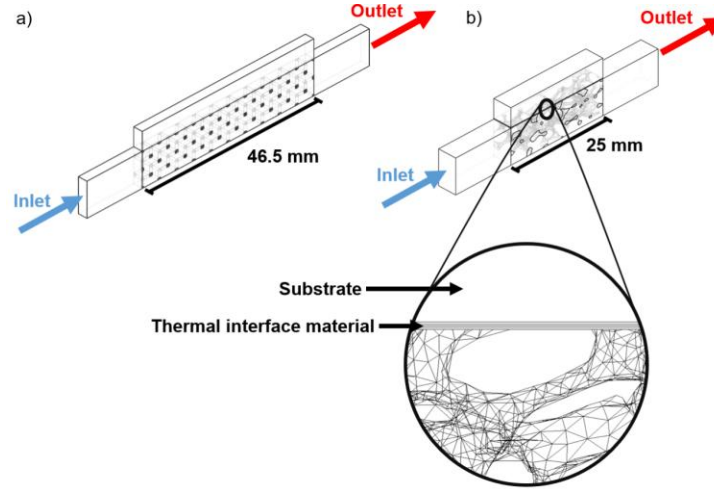 a)
Outlet
46.5 mm
Inlet
b)
Outlet
25 mm
Inlet
Substrate
Thermal interface material